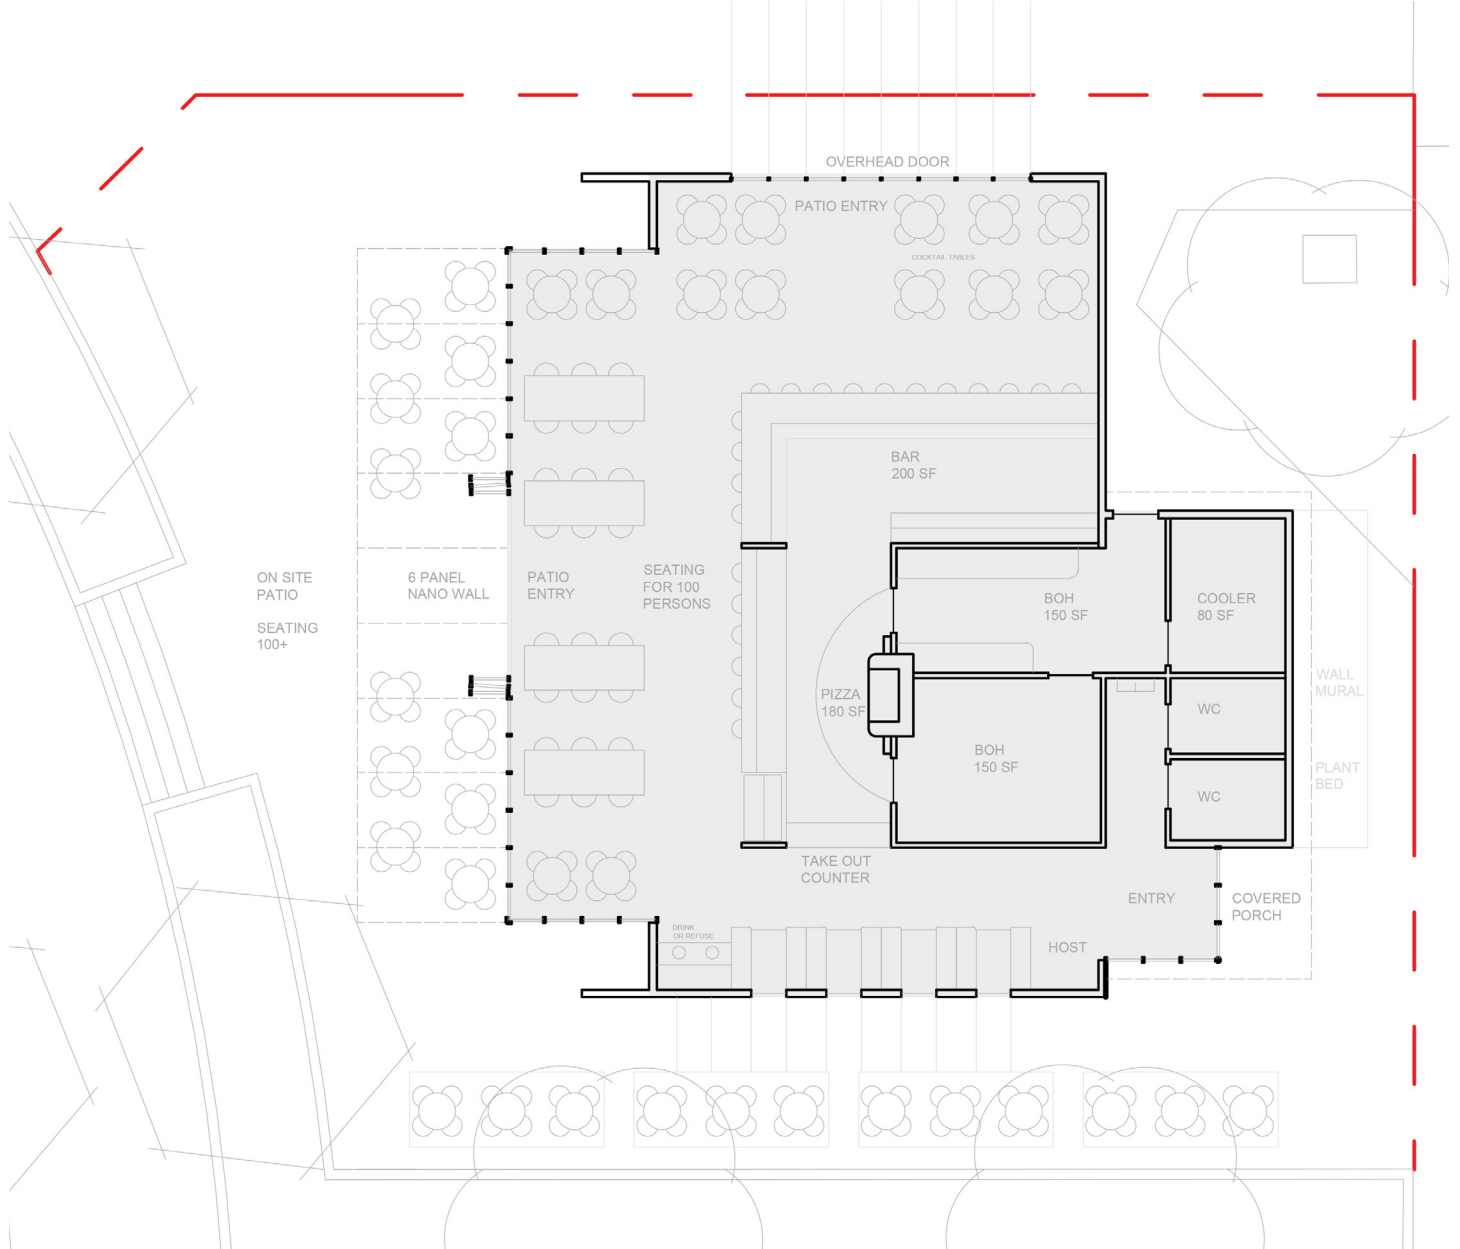 OVERHEAD DOOR
PATIO ENTRY
COCKTAIL TABLES
BAR
200 SF
ON SITE
PATIO
SEATING
100+
6 PANEL
NANO WALL
PATIO
ENTRY
SEATING
FOR 100
PERSONS
BOH
150 SF
COOLER
80 SF
PIZZA
180 SF
WALL
MURAL
WC
BOH
150 SF
PLANT
BED
WC
TAKE OUT
COUNTER
ENTRY
COVERED
PORCH
DRINK
OR REFUSE
HOST